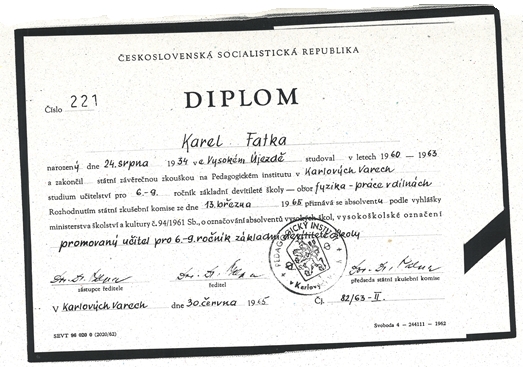 ČESKOSLOVENSKÁ SOCIALISTICKÁ REPUBLIKA
Číslo 221
DIPLOM
Karel Fatka
narozený dne 24. srpna 1934 ve Vysokém Újezdě studoval v letech 1960 – 1963
a zakončil státní závěrečnou zkouškou na Pedagogickém institutu v Karlových Varech
studium učitelství pro 6.-9. ročník základní devítileté školy — obor fyzika - práce v dílnách
Rozhodnutím státní zkušební komise ze dne 13. března 1965 přiznává se absolventu podle vyhlášky
ministerstva školství a kultury č. 94/1961 Sb., o označování absolventů vysokých škol, vysokoškolské označení
promovaný učitel pro 6.-9. ročník základní devítileté školy
PEDAGOGICKÝ INSTITUT
v Karlových
zástupce ředitele ředitel předseda státní zkušební komise
V Karlových Varech dne 30. června 1965 Čj. 82/63-II.
SEVT 96 020 0 (2020/62) Svoboda 4 — 244111 — 1962